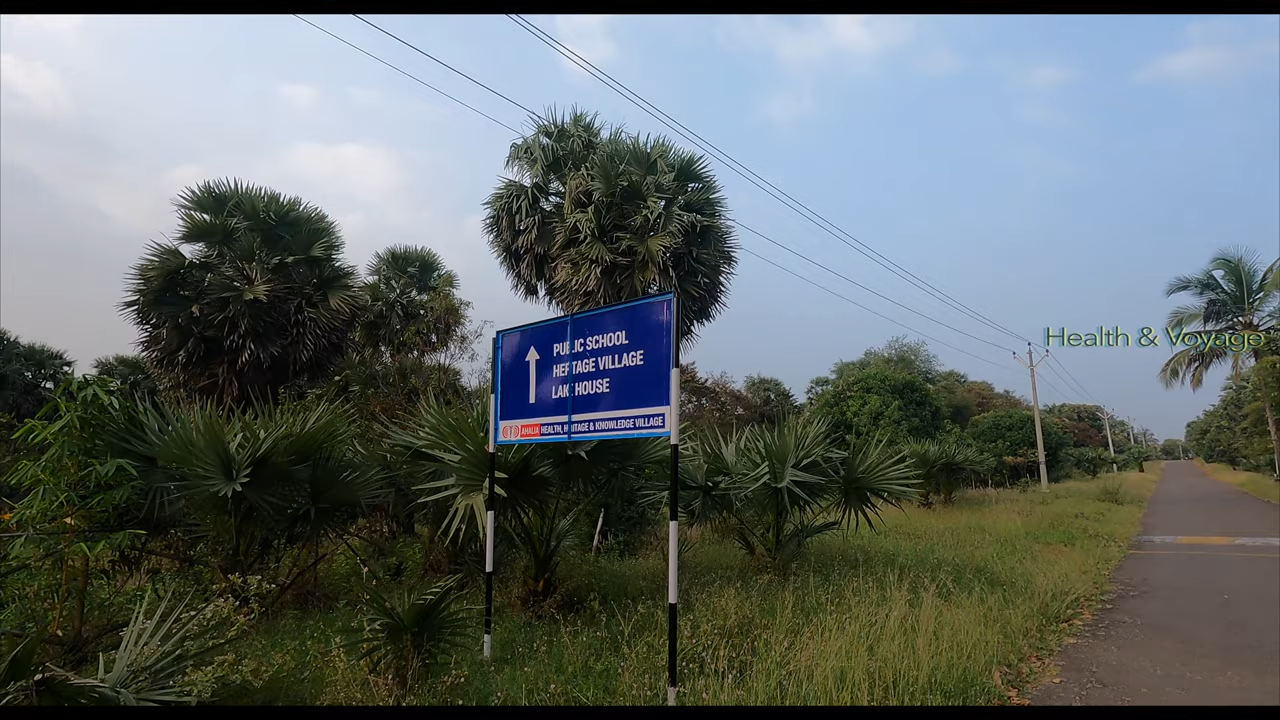 PUBLIC SCHOOL
HERITAGE VILLAGE
LAKE HOUSE
AHALIA HEALTH, HERITAGE & KNOWLEDGE VILLAGE
Health & Voyage